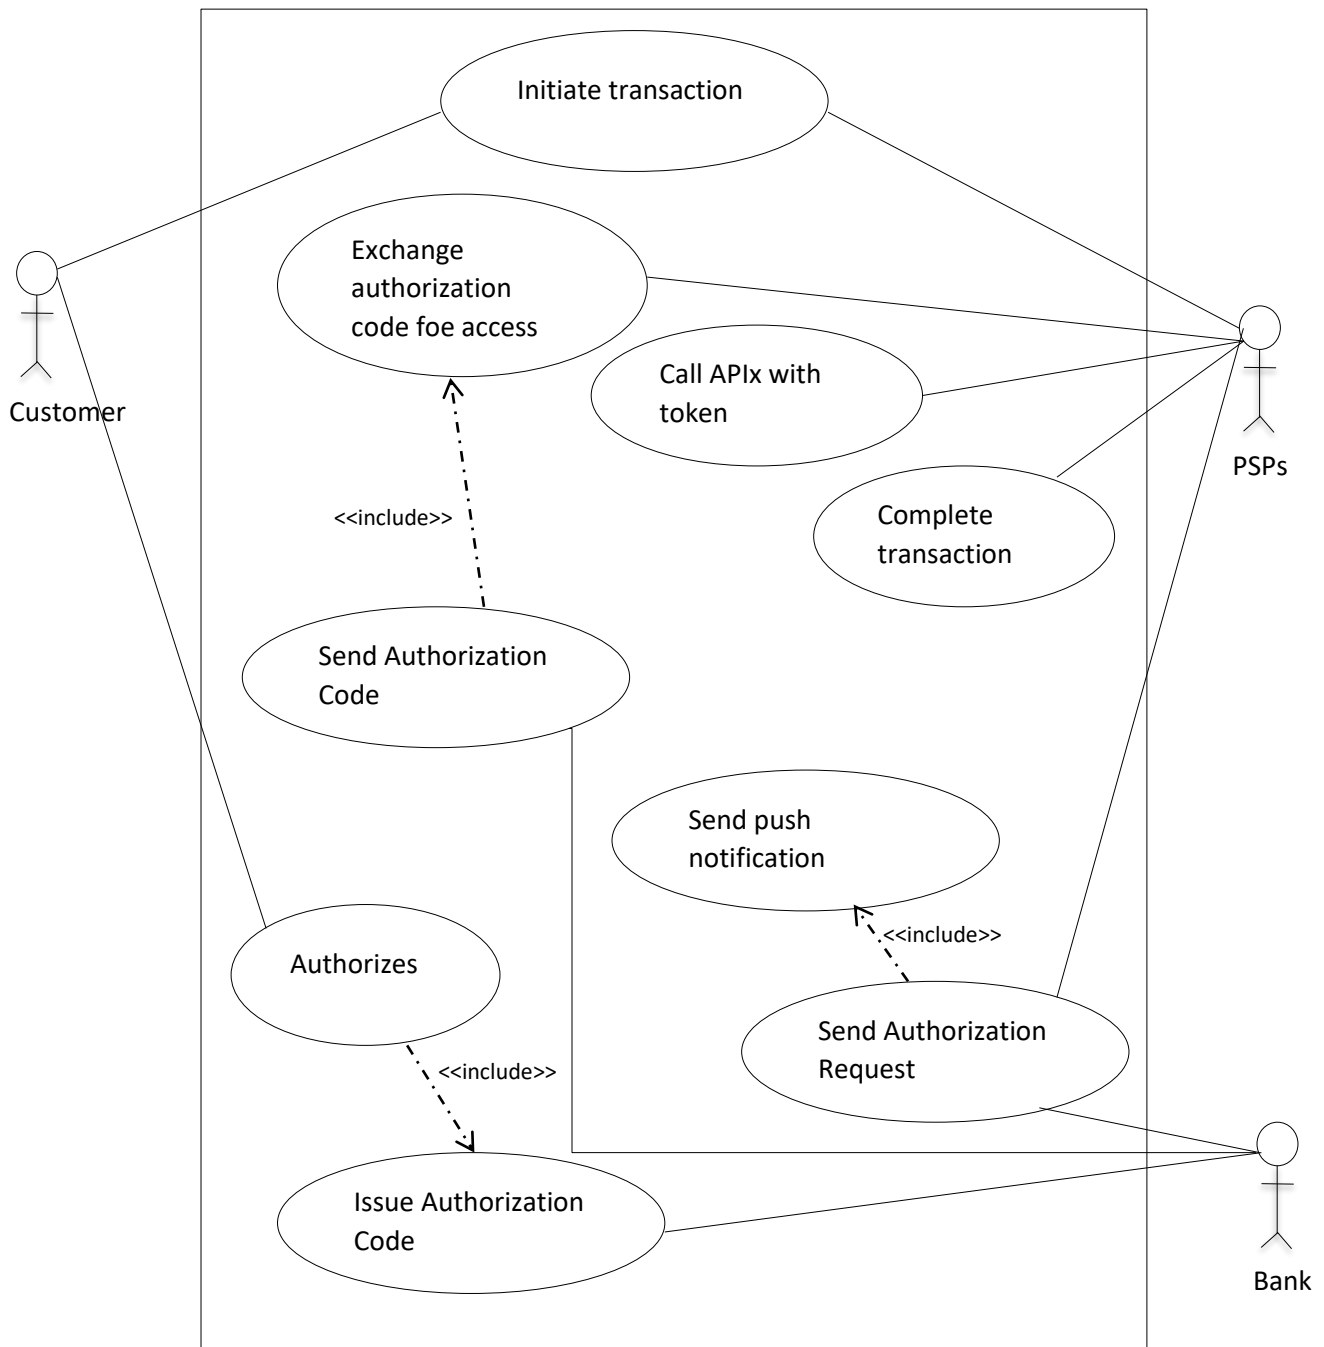 Initiate transaction
Exchange
authorization
code foe access
Call APIx with
token
Customer
PSPs
Complete
transaction
<<include>>
Send Authorization
Code
Send push
notification
<<include>>
Authorizes
Send Authorization
Request
<<include>>
Issue Authorization
Code
Bank